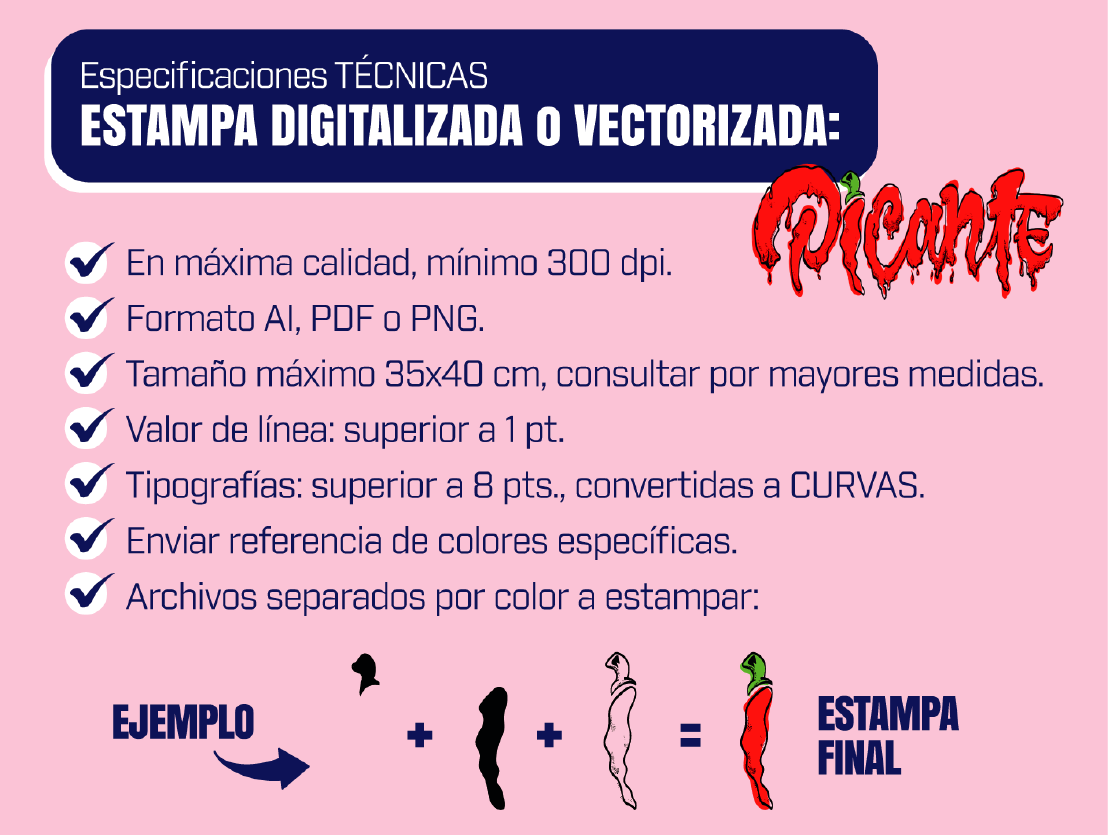 Especificaciones TÉCNICAS
ESTAMPA DIGITALIZADA O VECTORIZADA:
Picante
En máxima calidad, mínimo 300 dpi.
Formato AI, PDF o PNG.
Tamaño máximo 35x40 cm, consultar por mayores medidas.
Valor de línea: superior a 1 pt.
Tipografías: superior a 8 pts., convertidas a CURVAS.
Enviar referencia de colores específicas.
Archivos separados por color a estampar:
EJEMPLO
+ + =
ESTAMPA
FINAL